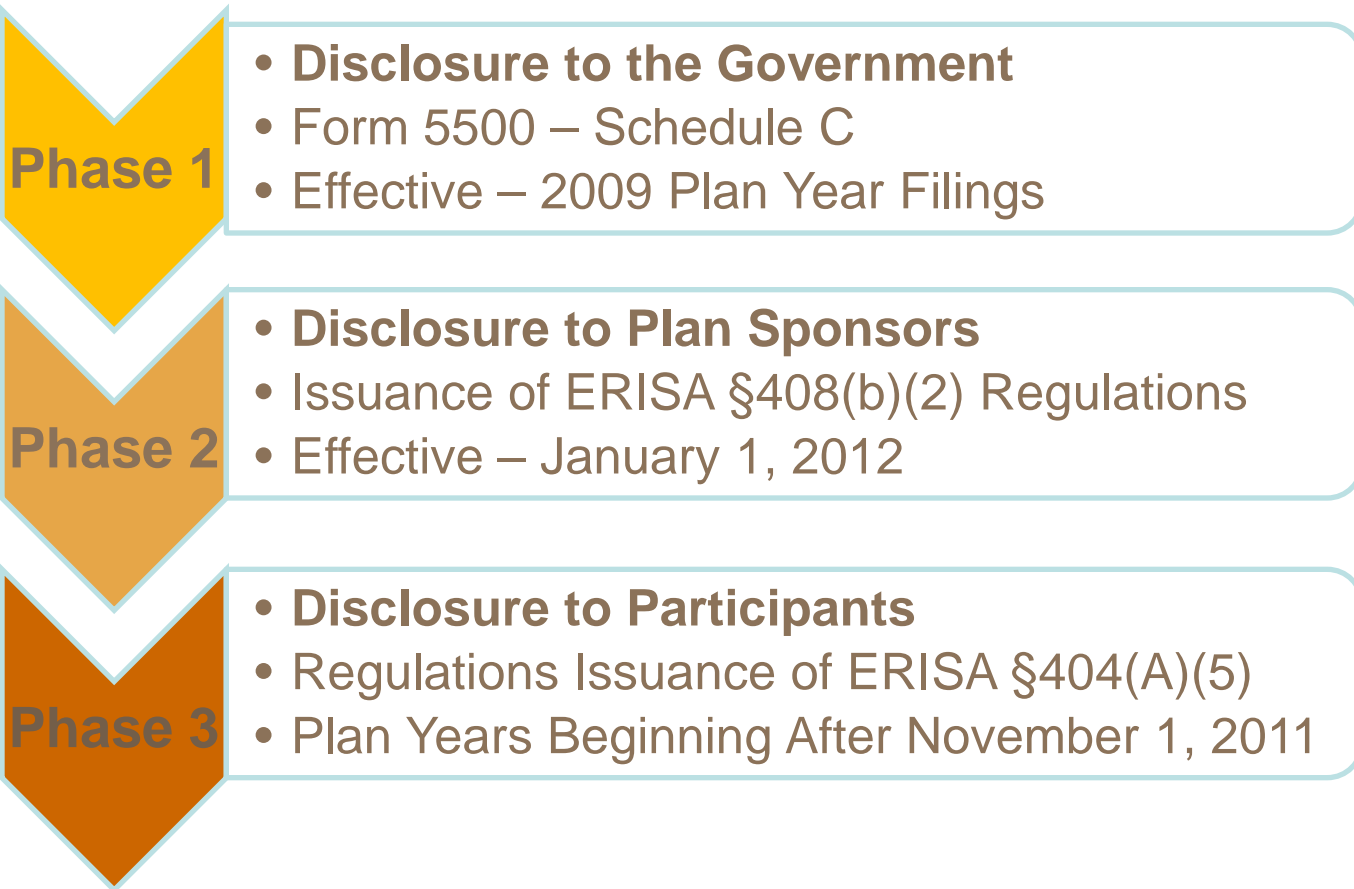 Phase 1
• Disclosure to the Government
• Form 5500 – Schedule C
• Effective – 2009 Plan Year Filings
Phase 2
• Disclosure to Plan Sponsors
• Issuance of ERISA §408(b)(2) Regulations
• Effective – January 1, 2012
Phase 3
• Disclosure to Participants
• Regulations Issuance of ERISA §404(A)(5)
• Plan Years Beginning After November 1, 2011